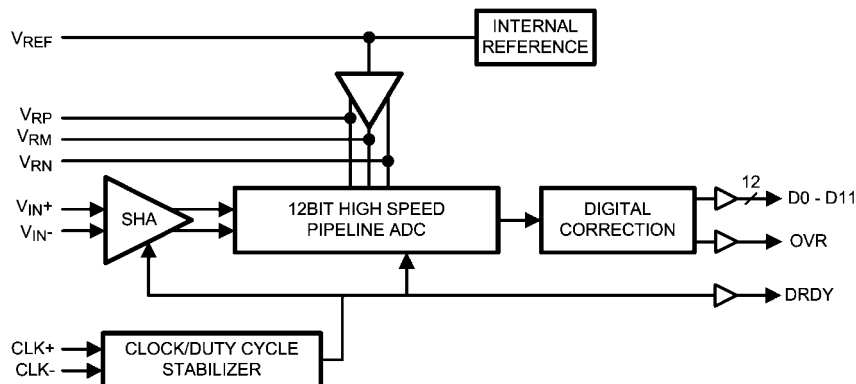 INTERNAL
REFERENCE
VREF
VRP
VRM
VRN
VIN+
VIN-
SHA
12BIT HIGH SPEED
PIPELINE ADC
DIGITAL
CORRECTION
12
D0 - D11
OVR
DRDY
CLK+
CLK-
CLOCK/DUTY CYCLE
STABILIZER